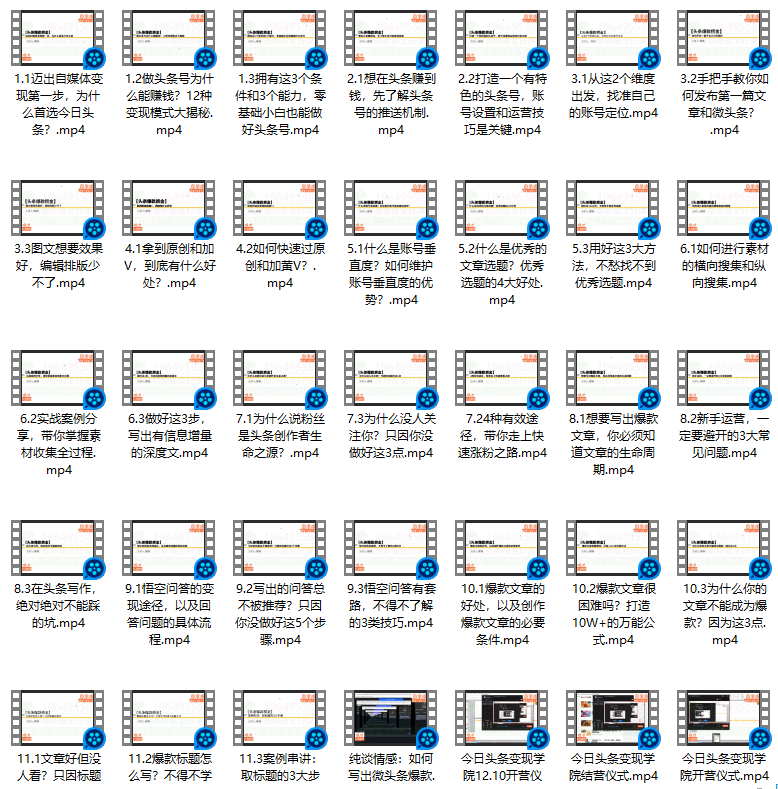 1.1迈出自媒体变
现第一步，为什
么首选今日头
条？.mp4
1.2做头条号为什
么能赚钱？12种
变现模式大揭秘.
mp4
1.3拥有这3个条
件和3个能力，零
基础小白也能做
好头条号.mp4
2.1想在头条赚到
钱，先了解头条
号的推送机制.
mp4
2.2打造一个有特
色的头条号，账
号设置和运营技
巧是关键.mp4
3.1从这2个维度
出发，找准自己
的账号定位.mp4
3.2手把手教你如
何发布第一篇文
章和微头条？
.mp4
3.3图文想要效果
好，编辑排版少
不了.mp4
4.1拿到原创和加
V，到底有什么好
处？.mp4
4.2如何快速过原
创和加黄V？.
mp4
5.1什么是账号垂
直度？如何维护
账号垂直度的优
势？.mp4
5.2什么是优秀的
文章选题？优秀
选题的4大好处.
mp4
5.3用好这3大方
法，不愁找不到
优秀选题.mp4
6.1如何进行素材
的横向搜集和纵
向搜集.mp4
6.2实战案例分
享，带你掌握素
材收集全过程.
mp4
6.3做好这3步，
写出有信息增量
的深度文.mp4
7.1为什么说粉丝
是头条创作者生
命之源？.mp4
7.3为什么没人关
注你？只因你没
做好这3点.mp4
7.24种有效途
径，带你走上快
速涨粉之路.mp4
8.1想要写出爆款
文章，你必须知
道文章的生命周
期.mp4
8.2新手运营，一
定要避开的3大常
见问题.mp4
8.3在头条写作，
绝对绝对不能踩
的坑.mp4
9.1悟空问答的变
现途径，以及回
答问题的具体流
程.mp4
9.2写出的问答总
不被推荐？只因
你没做好这5个步
骤.mp4
9.3悟空问答有套
路，不得不了解
的3类技巧.mp4
10.1爆款文章的
好处，以及创作
爆款文章的必要
条件.mp4
10.2爆款文章很
困难吗？打造
10W+的万能公
式.mp4
10.3为什么你的
文章不能成为爆
款？因为这3点.
mp4
11.1文章好但没
人看？只因标题
11.2爆款标题怎
么写？不得不学
11.3案例串讲：
取标题的3大步
纯谈情感：如何
写出微头条爆款.
今日头条变现学
院12.10开营仪
今日头条变现学
院结营仪式.mp4
今日头条变现学
院开营仪式.mp4